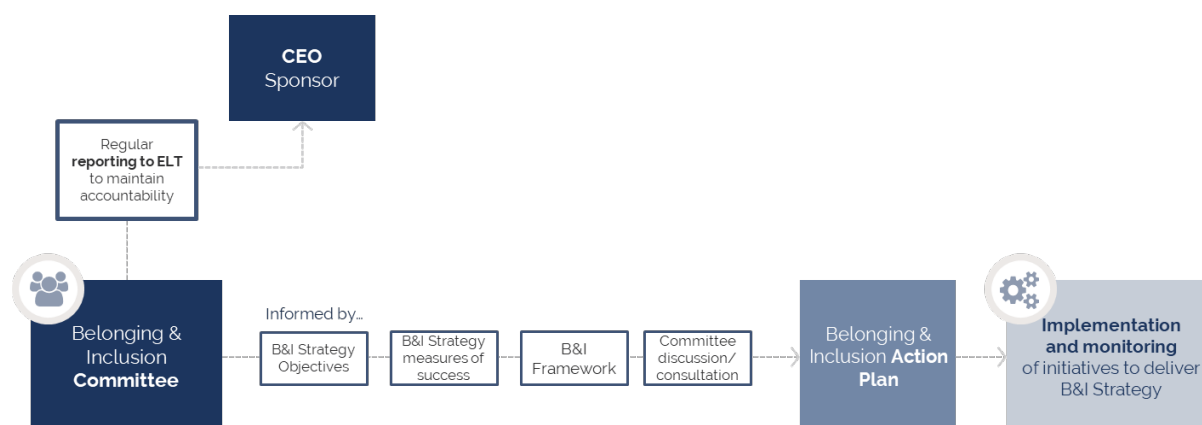 CEO
Sponsor
Regular
reporting to ELT
to maintain
accountability
Belonging &
Inclusion
Committee
Informed by…
B&I Strategy
Objectives
B&I Strategy
measures of
success
B&I
Framework
Committee
discussion/
consultation
Belonging &
Inclusion Action
Plan
Implementation
and monitoring
of initiatives to deliver
B&I Strategy